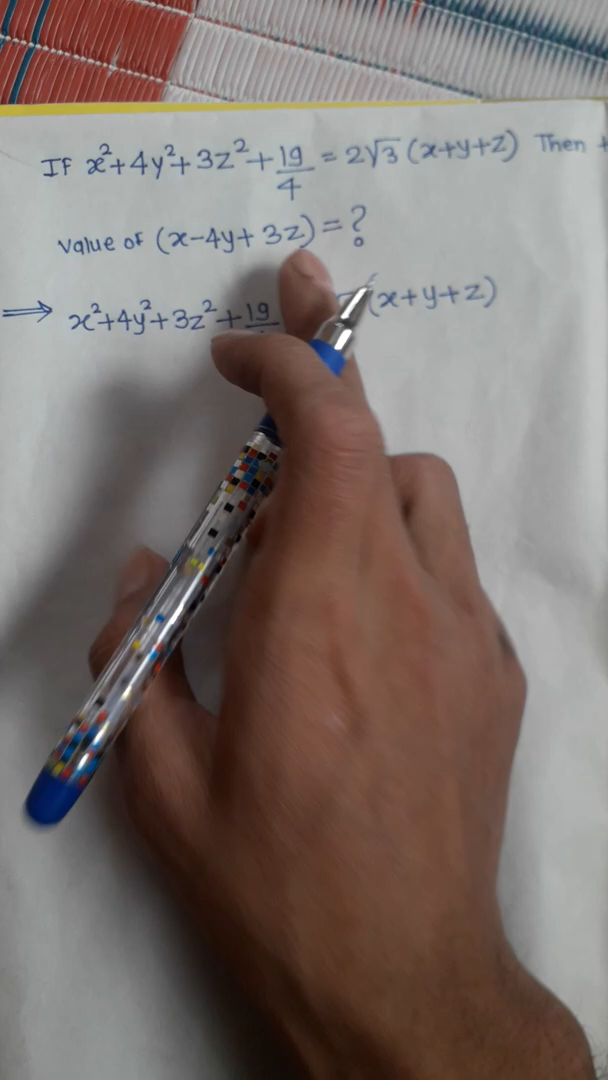 If x²+4y²+3z²+19/4 = 2√3 (x+y+z) Then
value of (x-4y+3z) = ?
⟹ x²+4y²+3z²+19/ (x+y+z)